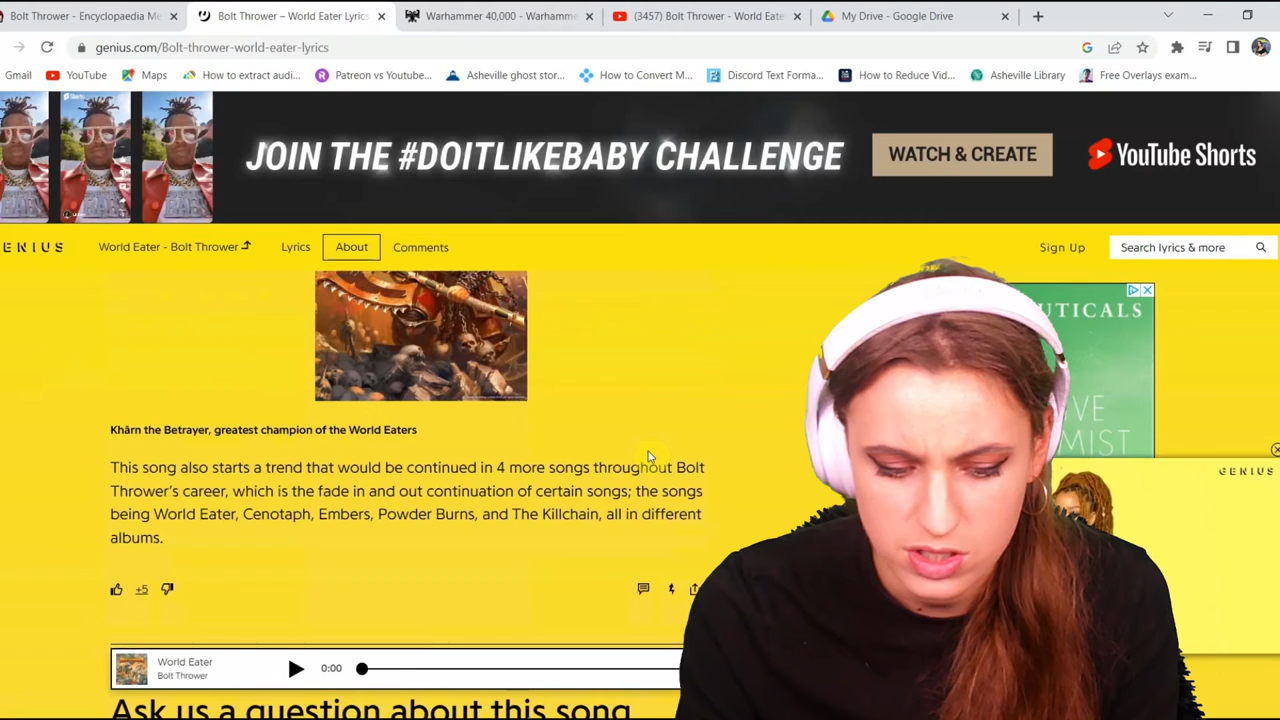 Bolt Thrower - Encyclopaedia Me
Bolt Thrower – World Eater Lyrics
Warhammer 40,000 - Warhamme
(3457) Bolt Thrower - World Eate
My Drive - Google Drive
genius.com/Bolt-thrower-world-eater-lyrics
Gmail
YouTube
Maps
How to extract audi...
Patreon vs Youtube...
Asheville ghost stor...
How to Convert M...
Discord Text Forma...
How to Reduce Vid...
Asheville Library
Free Overlays exam...
JOIN THE #DOITLIKEBABY CHALLENGE
WATCH & CREATE
YouTube Shorts
ENIUS
World Eater - Bolt Thrower
Lyrics
About
Comments
Sign Up
Search lyrics & more
UTICALS
IVE
MIST
Khârn the Betrayer, greatest champion of the World Eaters
This song also starts a trend that would be continued in 4 more songs throughout Bolt
Thrower's career, which is the fade in and out continuation of certain songs; the songs
being World Eater, Cenotaph, Embers, Powder Burns, and The Killchain, all in different
albums.
GENIUS
+5
World Eater
Bolt Thrower
0:00
Ask us a question about this song